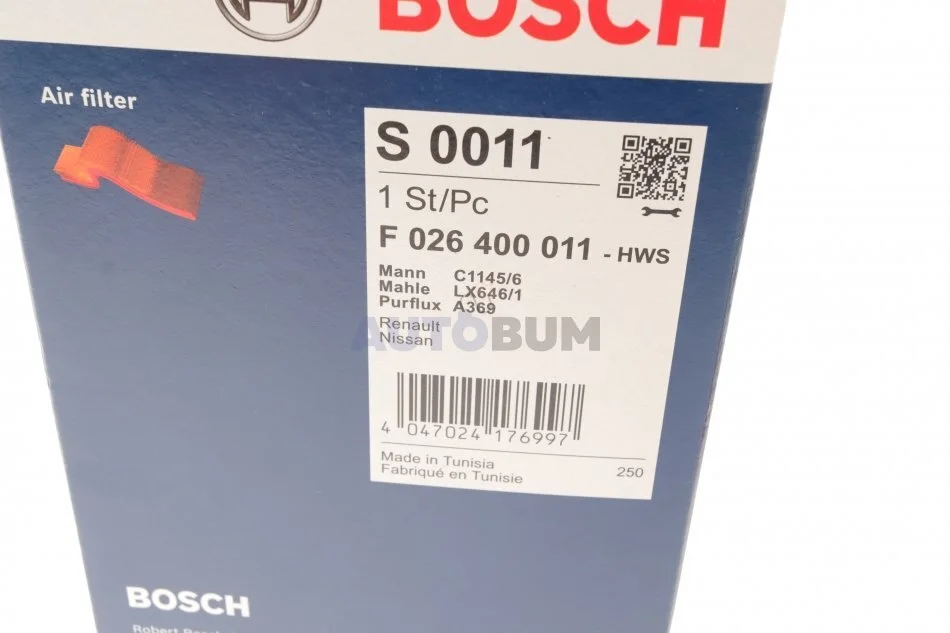 BOSCH
Air filter
S 0011
1 St/Pc
F 026 400 011 - HWS
Mann C1145/6
Mahle LX646/1
Purflux A369
Renault
Nissan
AUTOBUM
4 047024 176997
Made in Tunisia
Fabriqué en Tunisie
250
BOSCH
Robert